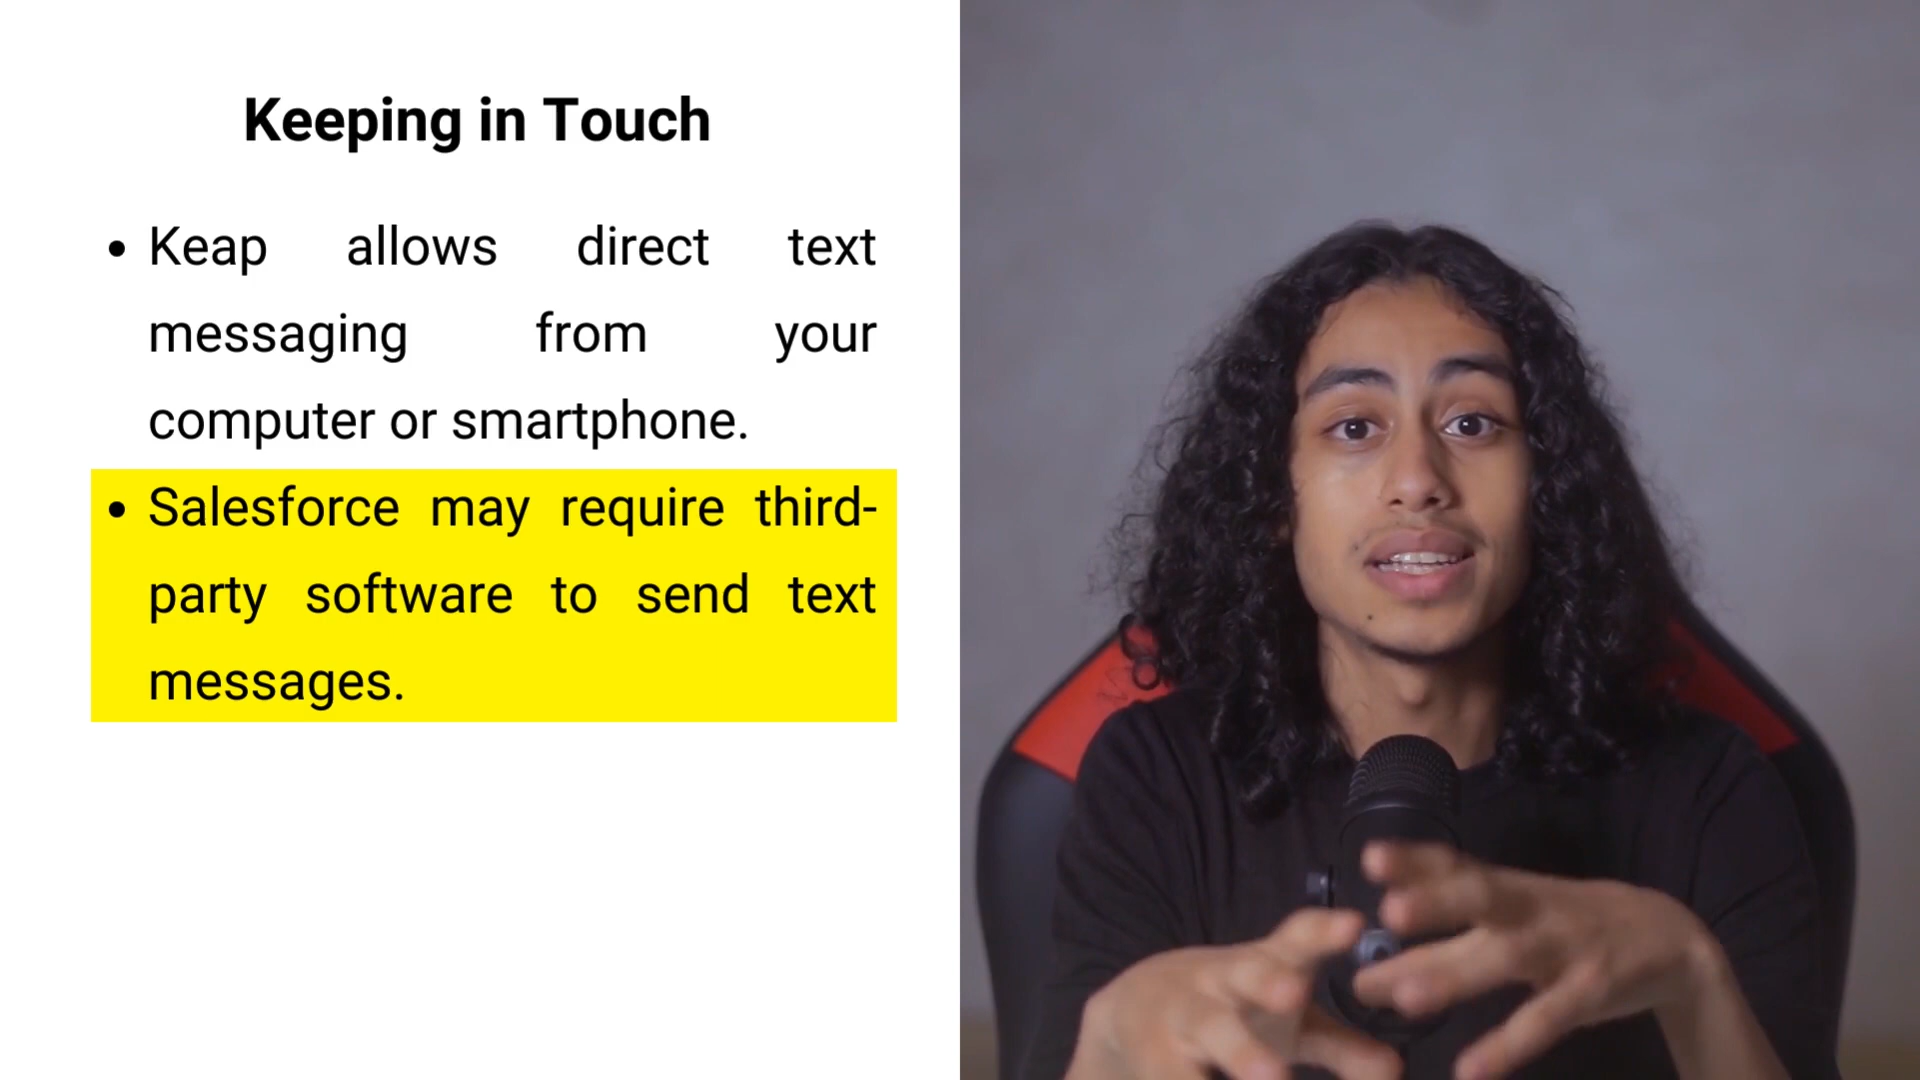 Keeping in Touch
• Keap allows direct text
messaging from your
computer or smartphone.
• Salesforce may require third-
party software to send text
messages.